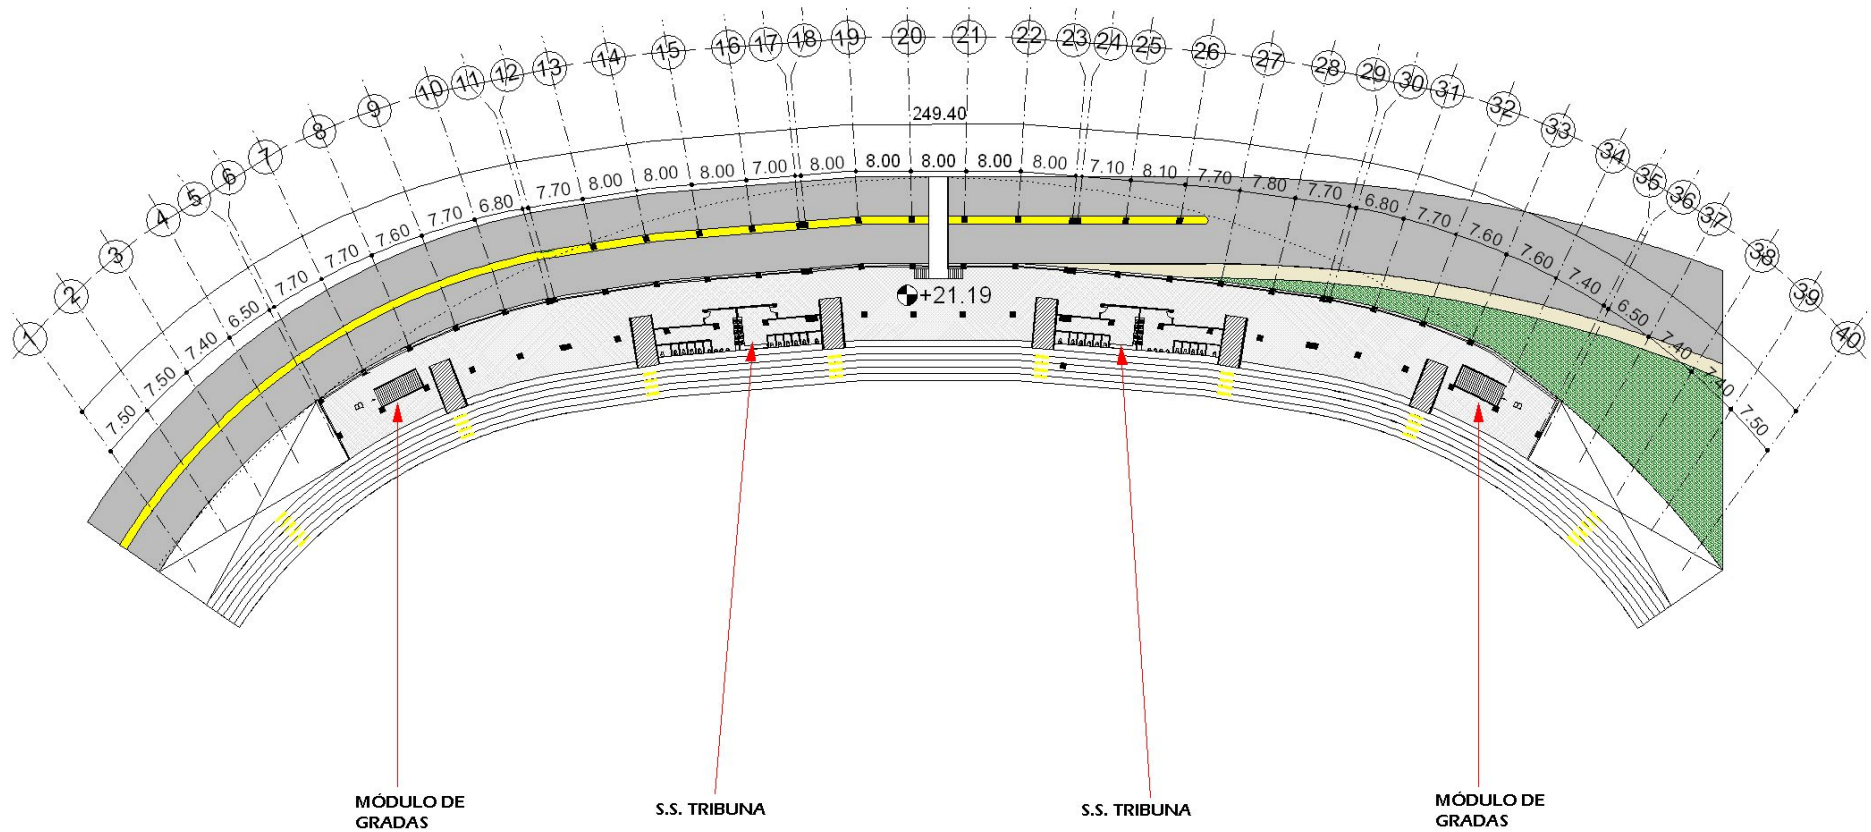 1 2 3 4 5 6 7 8 9 10 11 12 13 14 15 16 17 18 19 20 21 22 23 24 25 26 27 28 29 30 31 32 33 34 35 36 37 38 39 40
249.40
7.50 7.50 7.40 6.50 7.70 7.70 7.60 7.70 6.80 7.70 8.00 8.00 8.00 7.00 8.00 8.00 8.00 8.00 8.00 7.10 8.10 7.70 7.80 7.70 6.80 7.70 7.60 7.60 7.40 6.50 7.40 7.40 7.50
+21.19
B
B
MÓDULO DE
GRADAS
S.S. TRIBUNA
S.S. TRIBUNA
MÓDULO DE
GRADAS